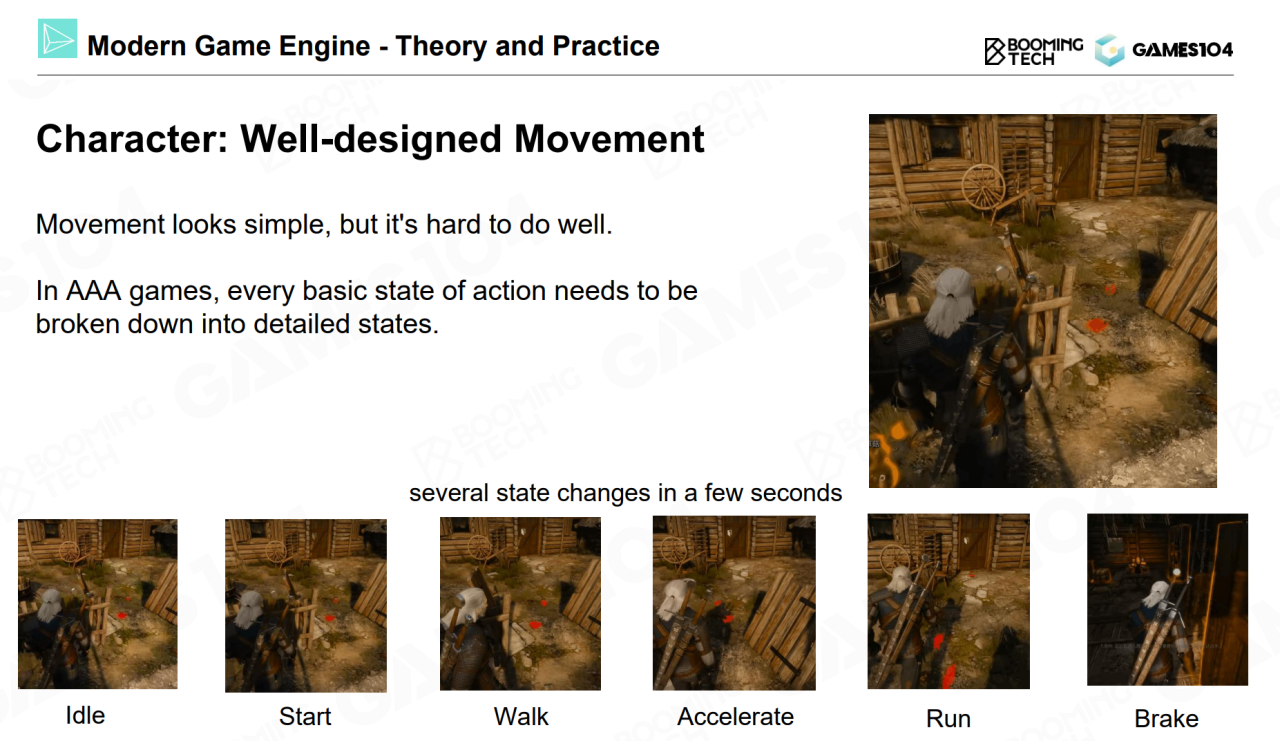 Modern Game Engine - Theory and Practice
BOOMING
TECH
GAMES104
Character: Well-designed Movement
Movement looks simple, but it's hard to do well.
In AAA games, every basic state of action needs to be
broken down into detailed states.
several state changes in a few seconds
Idle
Start
Walk
Accelerate
Run
Brake